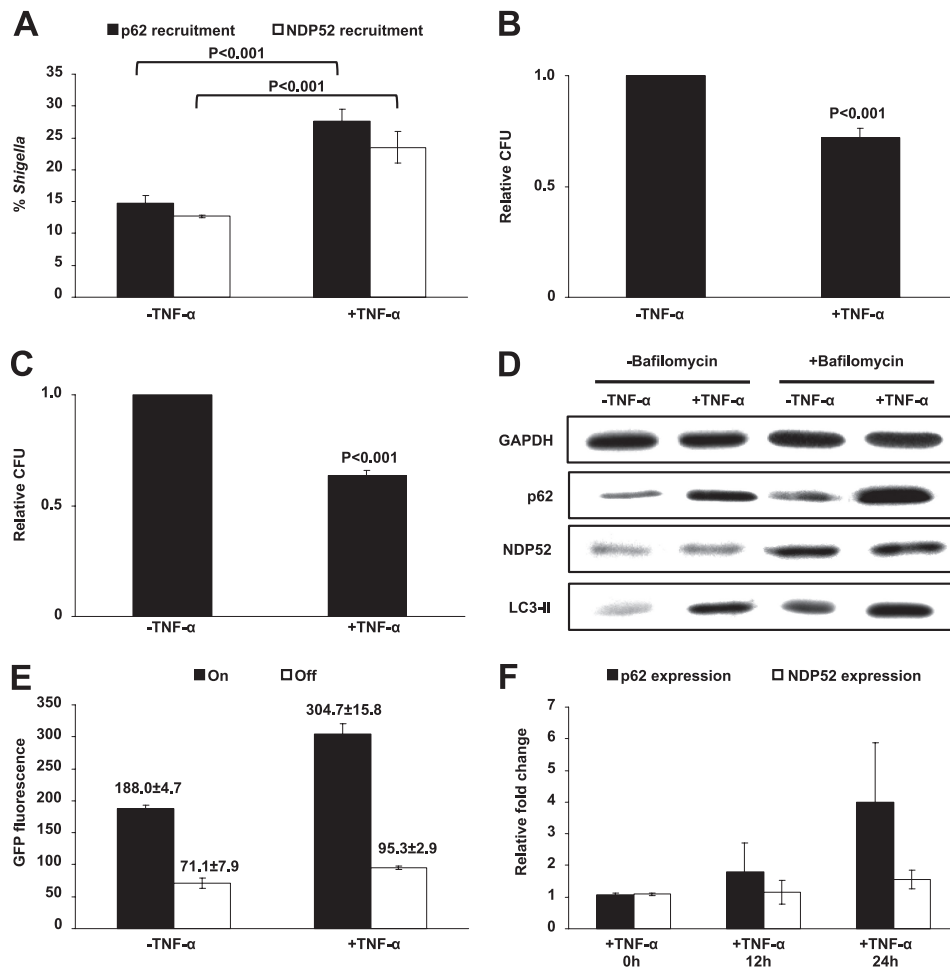 A
p62 recruitment NDP52 recruitment
P<0.001
P<0.001
% Shigella
35
30
25
20
15
10
5
0
-TNF-α +TNF-α
B
Relative CFU
1.0
0.5
0
P<0.001
-TNF-α +TNF-α
C
Relative CFU
1.0
0.5
0
P<0.001
-TNF-α +TNF-α
D
-Bafilomycin +Bafilomycin
-TNF-α +TNF-α -TNF-α +TNF-α
GAPDH
p62
NDP52
LC3-II
E
On Off
GFP fluorescence
350
300
250
200
150
100
50
0
188.0±4.7
71.1±7.9
304.7±15.8
95.3±2.9
-TNF-α +TNF-α
F
p62 expression NDP52 expression
Relative fold change
7
6
5
4
3
2
1
0
+TNF-α +TNF-α +TNF-α
0h 12h 24h